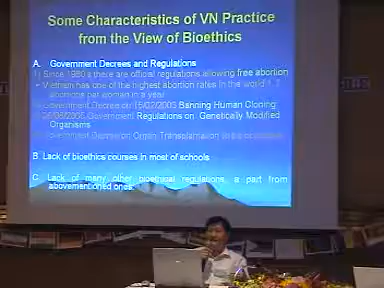 Some Characteristics of VN Practice
from the View of Bioethics
A. Government Decrees and Regulations
1) Since 1980's there are official regulations allowing free abortion
Vietnam has one of the highest abortion rates in the world
abortions per woman in a year
Government Decree on 15/02/2003 Banning Human Cloning
Government Regulations on Genetically Modified
Organisms
Government Decree on Organ Transplantation
B. Lack of bioethics courses in most of schools
C. Lack of many other bioethical regulations, a part from
abovementioned ones.